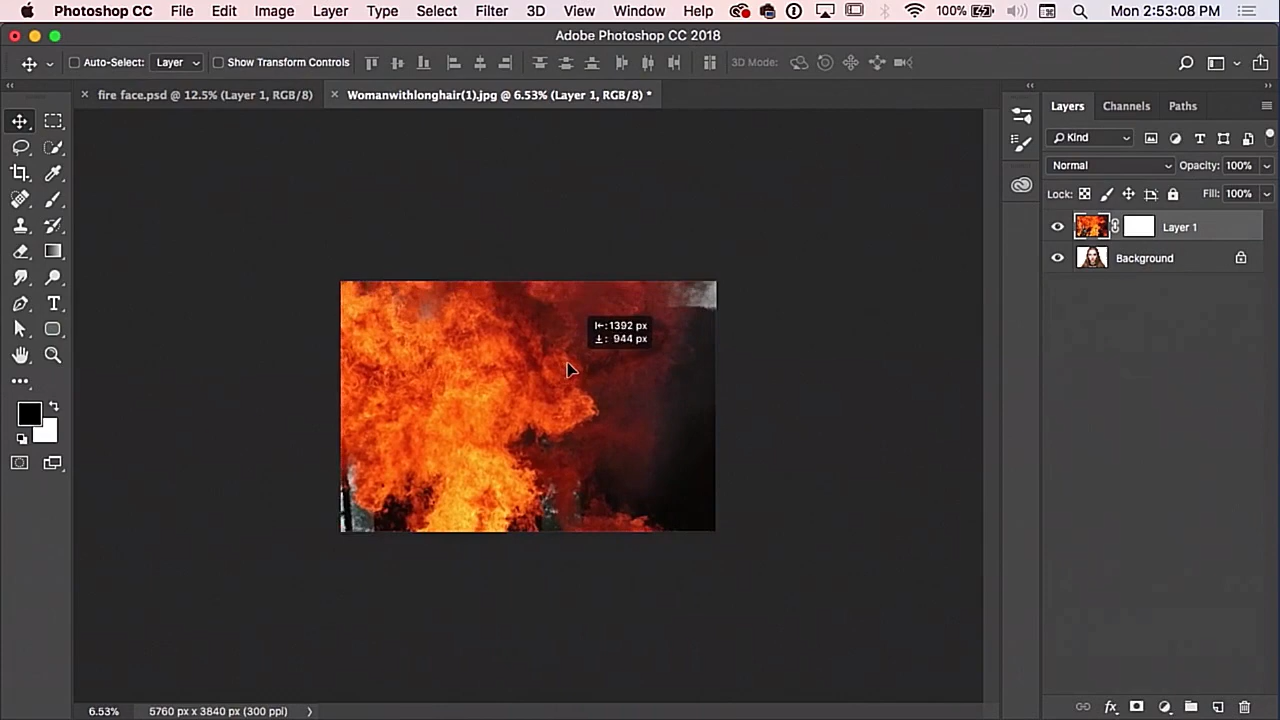 Photoshop CC File Edit Image Layer Type Select Filter 3D View Window Help 100% Mon 2:53:08 PM
Adobe Photoshop CC 2018
Auto-Select: Layer Show Transform Controls 3D Mode:
× fire face.psd @ 12.5% (Layer 1, RGB/8) × Womanwithlonghair(1).jpg @ 6.53% (Layer 1, RGB/8) *
Layers Channels Paths
Kind
Normal Opacity: 100%
Lock: Fill: 100%
Layer 1
Background
1392 px
944 px
6.53% 5760 px x 3840 px (300 ppi)